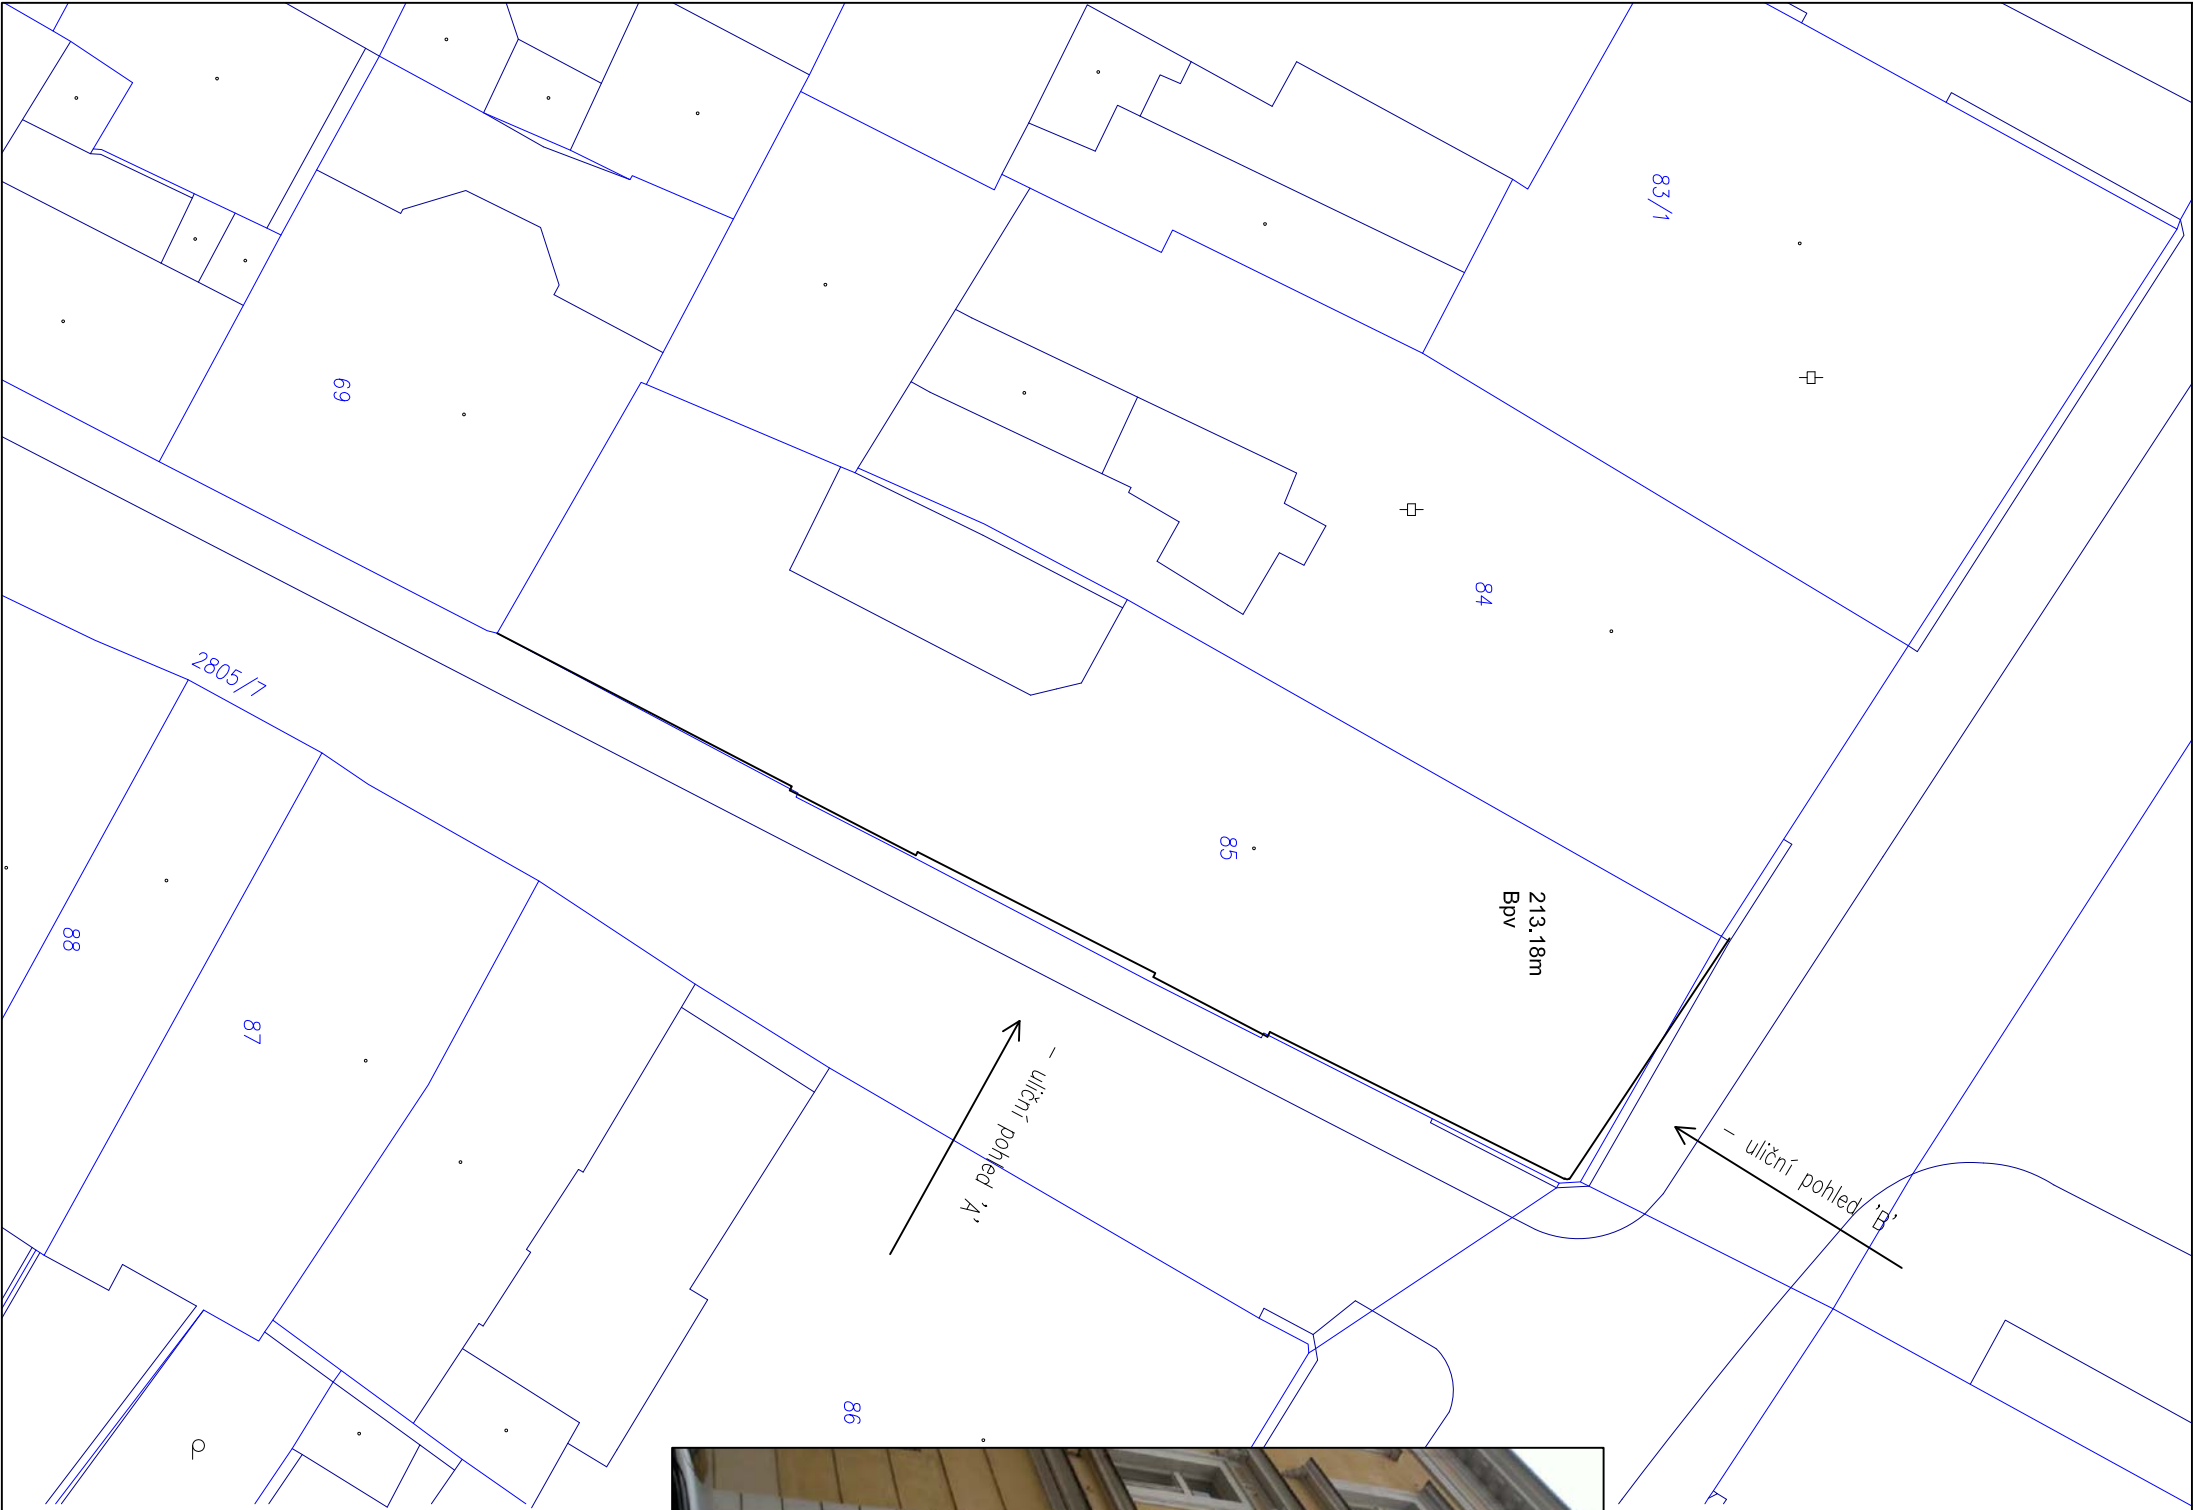 83/1
69
84
2805/7
85
213.18m
Bpv
88
87
- uliční pohled 'A'
- uliční pohled 'B'
86